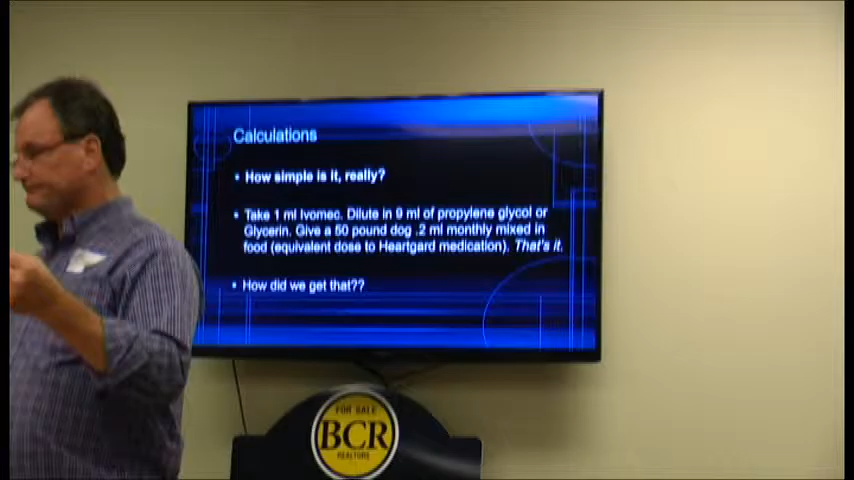 Calculations
• How simple is it, really?
• Take 1 ml Ivomec. Dilute in 9 ml of propylene glycol or
Glycerin. Give a 50 pound dog .2 ml monthly mixed in
food (equivalent dose to Heartgard medication). That's it.
• How did we get that??
FOR SALE
BCR
REALTORS